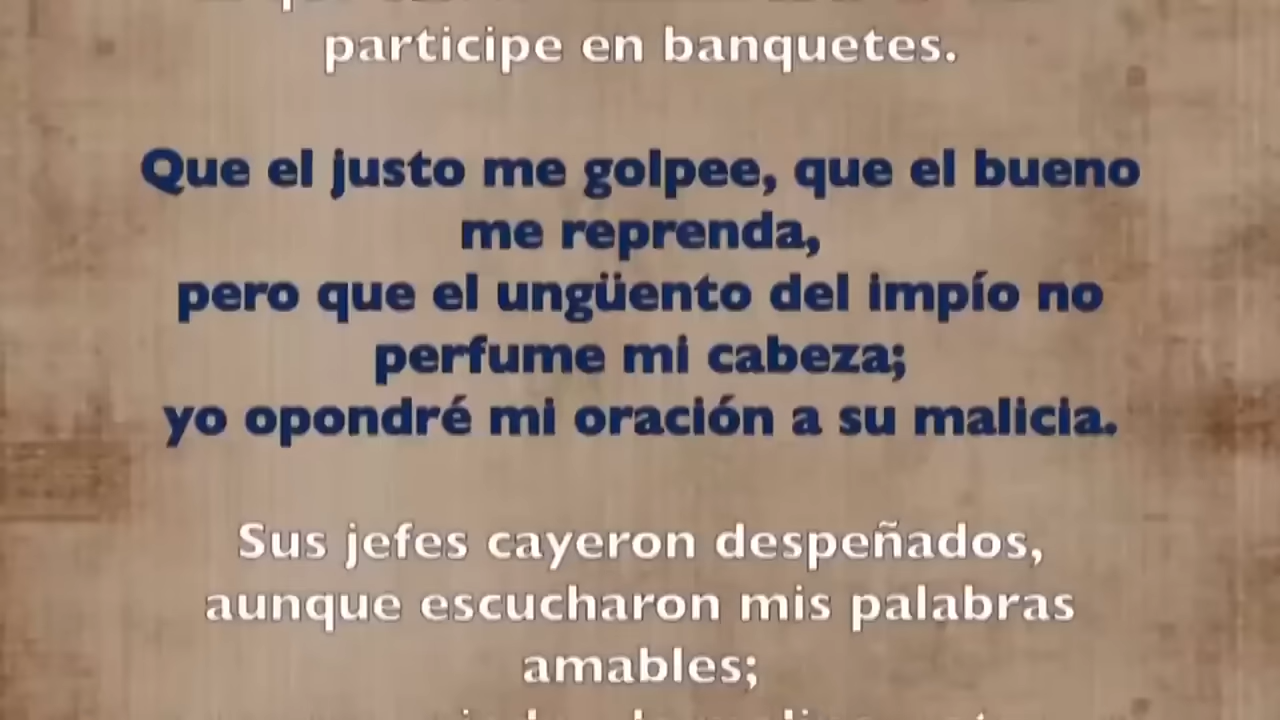 participe en banquetes.
Que el justo me golpee, que el bueno
me reprenda,
pero que el ungüento del impío no
perfume mi cabeza;
yo opondré mi oración a su malicia.
Sus jefes cayeron despeñados,
aunque escucharon mis palabras
amables;